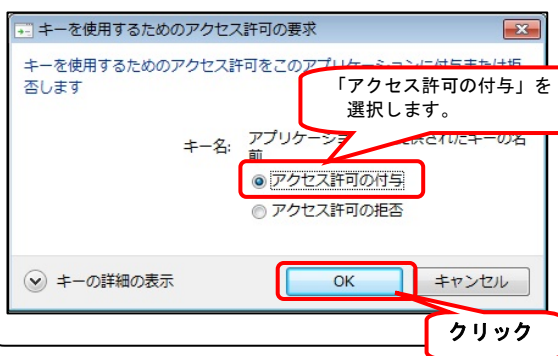 キーを使用するためのアクセス許可の要求
キーを使用するためのアクセス許可をこのアプリケーションに付与または拒
否します
「アクセス許可の付与」を
選択します。
キー名: アプリケーショ 供されたキーの名
前
アクセス許可の付与
アクセス許可の拒否
キーの詳細の表示
OK
キャンセル
クリック